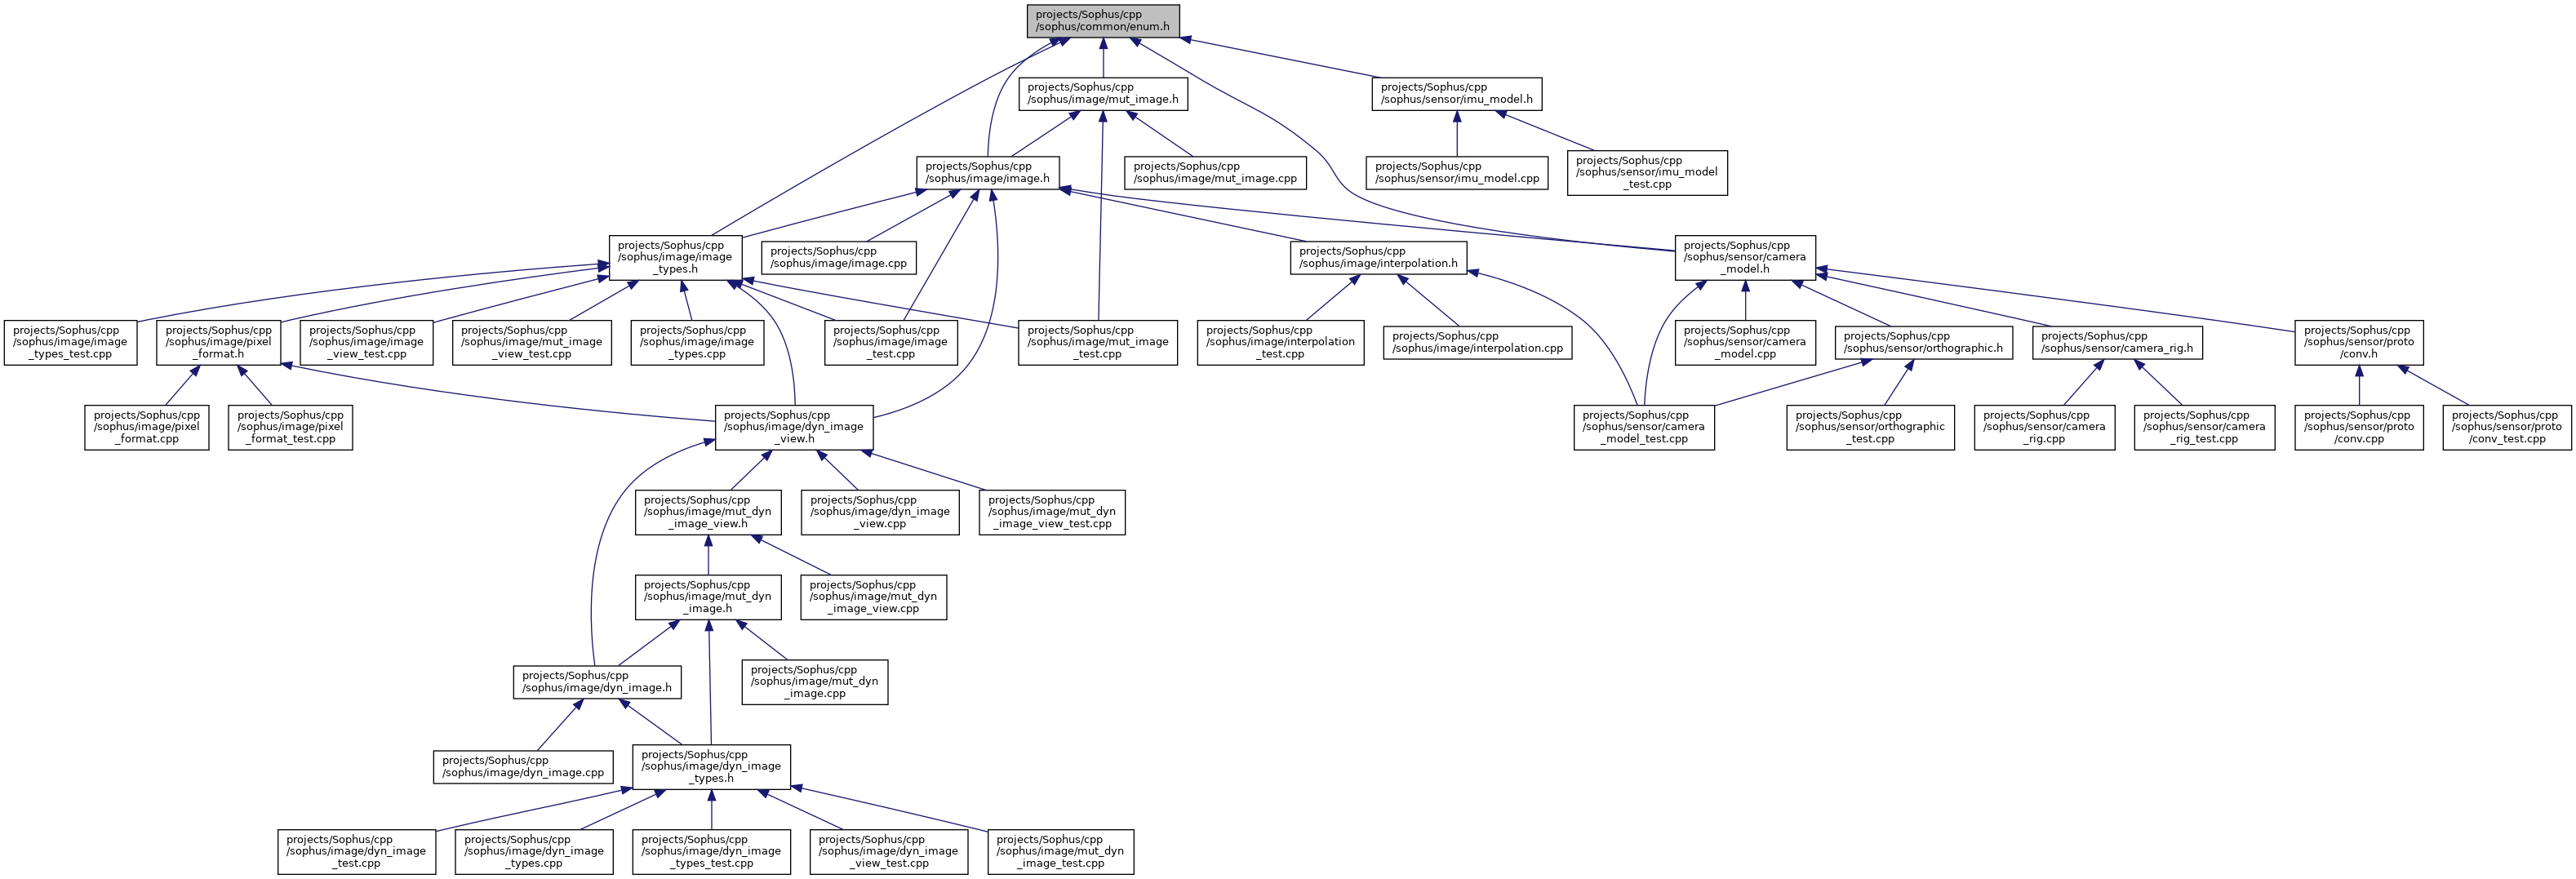 projects/Sophus/cpp
/sophus/common/enum.h
projects/Sophus/cpp
/sophus/image/mut_image.h
projects/Sophus/cpp
/sophus/sensor/imu_model.h
projects/Sophus/cpp
/sophus/image/image.h
projects/Sophus/cpp
/sophus/image/mut_image.cpp
projects/Sophus/cpp
/sophus/sensor/imu_model.cpp
projects/Sophus/cpp
/sophus/sensor/imu_model
_test.cpp
projects/Sophus/cpp
/sophus/image/image
_types.h
projects/Sophus/cpp
/sophus/image/image.cpp
projects/Sophus/cpp
/sophus/image/interpolation.h
projects/Sophus/cpp
/sophus/sensor/camera
_model.h
projects/Sophus/cpp
/sophus/image/image
_types_test.cpp
projects/Sophus/cpp
/sophus/image/pixel
_format.h
projects/Sophus/cpp
/sophus/image/image
_view_test.cpp
projects/Sophus/cpp
/sophus/image/mut_image
_view_test.cpp
projects/Sophus/cpp
/sophus/image/image
_types.cpp
projects/Sophus/cpp
/sophus/image/image
_test.cpp
projects/Sophus/cpp
/sophus/image/mut_image
_test.cpp
projects/Sophus/cpp
/sophus/image/interpolation
_test.cpp
projects/Sophus/cpp
/sophus/image/interpolation.cpp
projects/Sophus/cpp
/sophus/sensor/camera
_model.cpp
projects/Sophus/cpp
/sophus/sensor/orthographic.h
projects/Sophus/cpp
/sophus/sensor/camera_rig.h
projects/Sophus/cpp
/sophus/sensor/proto
/conv.h
projects/Sophus/cpp
/sophus/image/pixel
_format.cpp
projects/Sophus/cpp
/sophus/image/pixel
_format_test.cpp
projects/Sophus/cpp
/sophus/image/dyn_image
_view.h
projects/Sophus/cpp
/sophus/sensor/camera
_model_test.cpp
projects/Sophus/cpp
/sophus/sensor/orthographic
_test.cpp
projects/Sophus/cpp
/sophus/sensor/camera
_rig.cpp
projects/Sophus/cpp
/sophus/sensor/camera
_rig_test.cpp
projects/Sophus/cpp
/sophus/sensor/proto
/conv.cpp
projects/Sophus/cpp
/sophus/sensor/proto
/conv_test.cpp
projects/Sophus/cpp
/sophus/image/mut_dyn
_image_view.h
projects/Sophus/cpp
/sophus/image/dyn_image
_view.cpp
projects/Sophus/cpp
/sophus/image/mut_dyn
_image_view_test.cpp
projects/Sophus/cpp
/sophus/image/mut_dyn
_image.h
projects/Sophus/cpp
/sophus/image/mut_dyn
_image_view.cpp
projects/Sophus/cpp
/sophus/image/dyn_image.h
projects/Sophus/cpp
/sophus/image/mut_dyn
_image.cpp
projects/Sophus/cpp
/sophus/image/dyn_image.cpp
projects/Sophus/cpp
/sophus/image/dyn_image
_types.h
projects/Sophus/cpp
/sophus/image/dyn_image
_test.cpp
projects/Sophus/cpp
/sophus/image/dyn_image
_types.cpp
projects/Sophus/cpp
/sophus/image/dyn_image
_types_test.cpp
projects/Sophus/cpp
/sophus/image/dyn_image
_view_test.cpp
projects/Sophus/cpp
/sophus/image/mut_dyn
_image_test.cpp